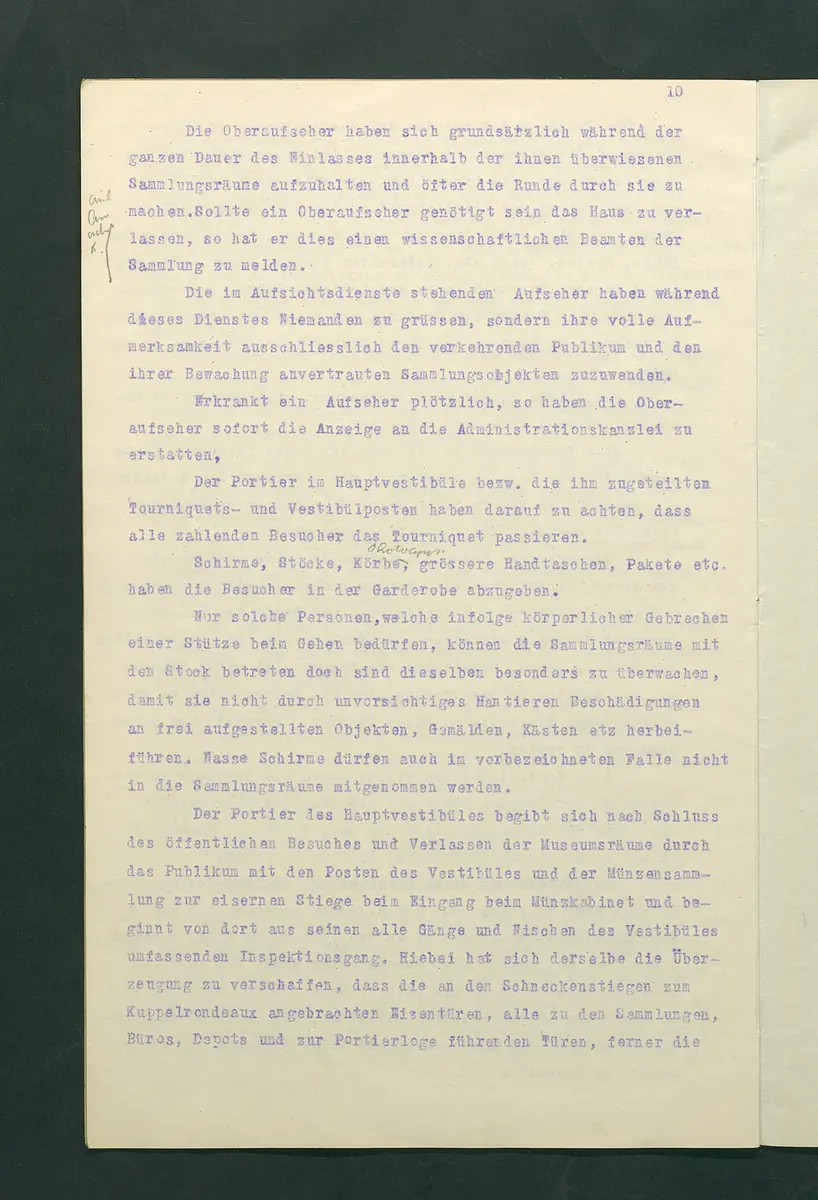 10
Die Oberaufseher haben sich grundsätzlich während der
ganzen Dauer des Einlasses innerhalb der ihnen überwiesenen
Sammlungsräume aufzuhalten und öfter die Runde durch sie zu
machen.Sollte ein Oberaufseher genötigt sein das Haus zu ver-
lassen, so hat er dies einen wissenschaftlichen Beamten der
Sammlung zu melden.
Die im Aufsichtsdienste stehenden Aufseher haben während
dieses Dienstes Niemanden zu grüssen, sondern ihre volle Auf-
merksamkeit ausschliesslich den verkehrenden Publikum und den
ihrer Bewachung anvertrauten Sammlungsobjekten zuzuwenden.
Erkrankt ein Aufseher plötzlich, so haben die Ober-
aufseher sofort die Anzeige an die Administrationskanzlei zu
erstatten,
Der Portier im Hauptvestibüle bezw. die ihm zugeteilten
Tourniquets- und Vestibülposten haben darauf zu achten, dass
alle zahlenden Besucher das Tourniquet passieren.
Schirme, Stöcke, Körbe, grössere Handtaschen, Pakete etc.
haben die Besucher in der Garderobe abzugeben.
Nur solche Personen,welche infolge körperlicher Gebrechen
einer Stütze beim Gehen bedürfen, können die Sammlungsräume mit
den Stock betreten doch sind dieselben besonders zu überwachen,
damit sie nicht durch unvorsichtiges Hantieren Beschädigungen
an frei aufgestellten Objekten, Gemälden, Kästen etz herbei-
führen. Nasse Schirme dürfen auch im vorbezeichneten Falle nicht
in die Sammlungsräume mitgenommen werden.
Der Portier des Hauptvestibüles begibt sich nach Schluss
des öffentlichen Besuches und Verlassen der Museumsräume durch
das Publikum mit den Posten des Vestibüles und der Münzensamm-
lung zur eisernen Stiege beim Eingang beim Münzkabinet und be-
ginnt von dort aus seinen alle Gänge und Nischen des Vestibüles
umfassenden Inspektionsgang. Hiebei hat sich derselbe die Über-
zeugung zu verschaffen, dass die an den Schneckenstiegen zum
Kuppelrondeaux angebrachten Eisentüren, alle zu den Sammlungen,
Büros, Depots und zur Portierloge führenden Türen, ferner die